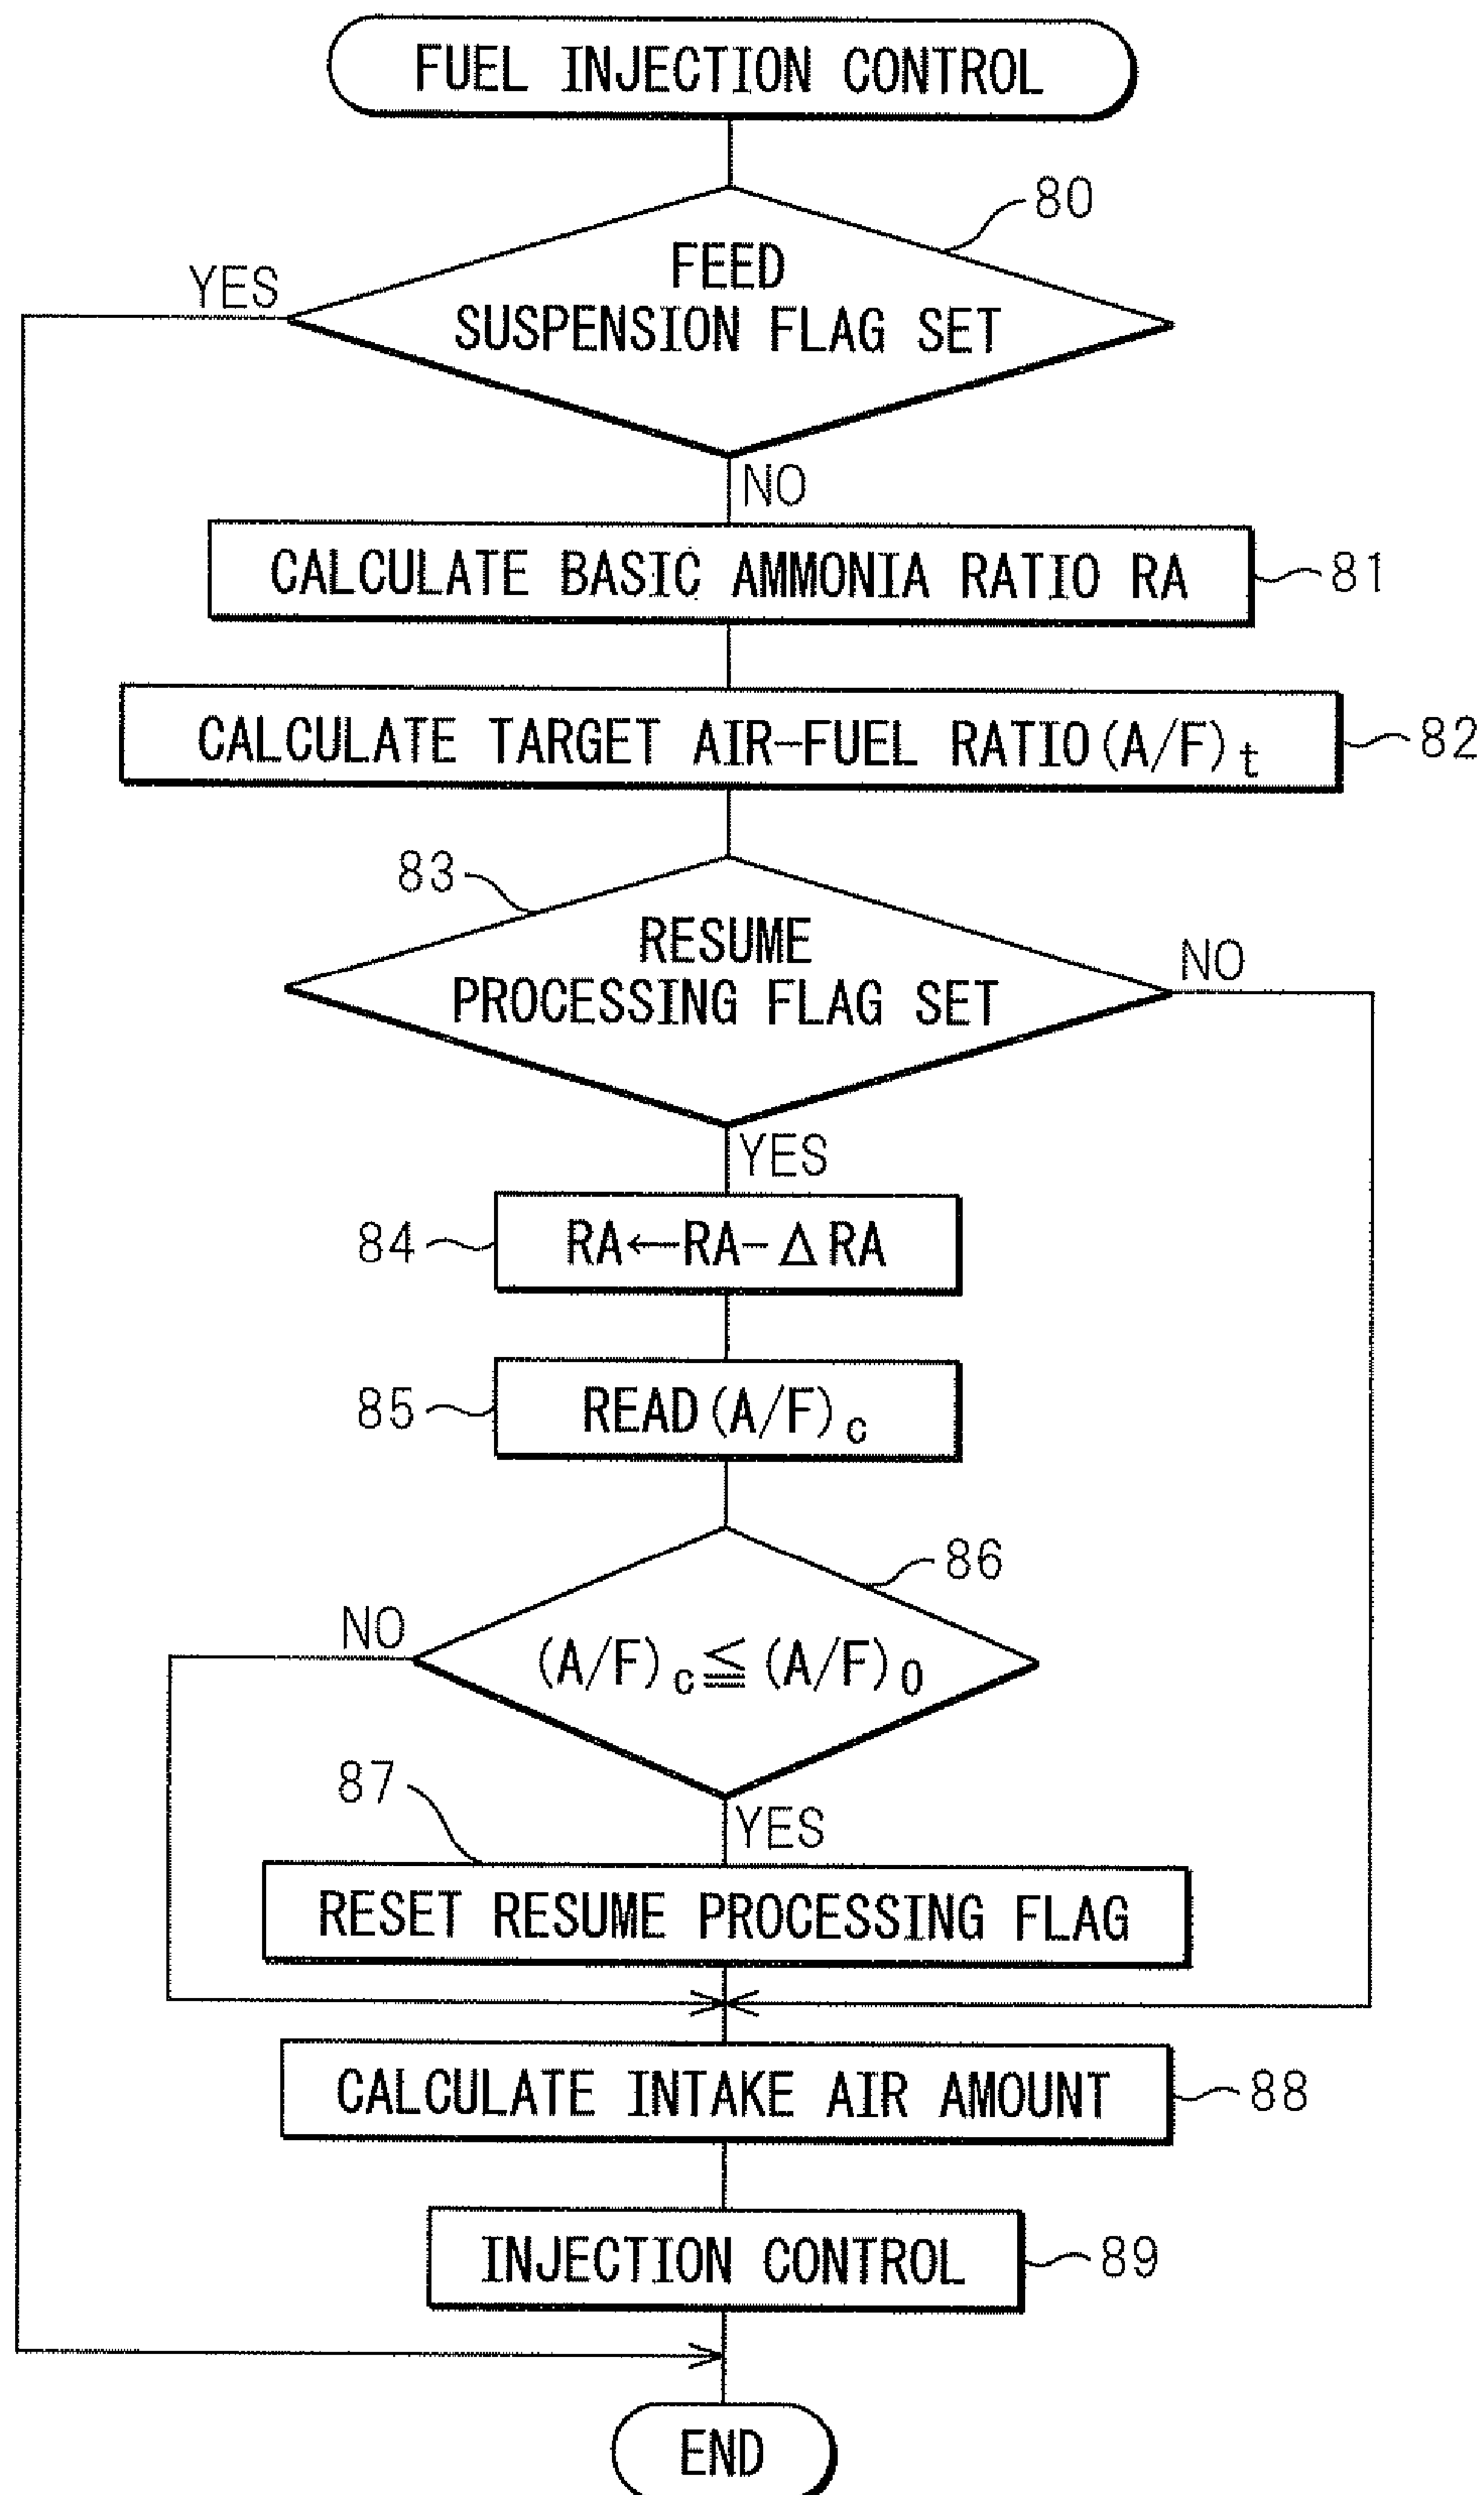 FUEL INJECTION CONTROL
80
FEED
YES
SUSPENSION FLAG SET
NO
CALCULATE BASIC AMMONIA RATIO RA
81
CALCULATE TARGET AIR-FUEL RATIO(A/F)t
82
83
RESUME
NO
PROCESSING FLAG SET
YES
84
RA←RA-ΔRA
85
READ(A/F)c
86
NO
(A/F)c≦(A/F)0
87
YES
RESET RESUME PROCESSING FLAG
CALCULATE INTAKE AIR AMOUNT
88
INJECTION CONTROL
89
END